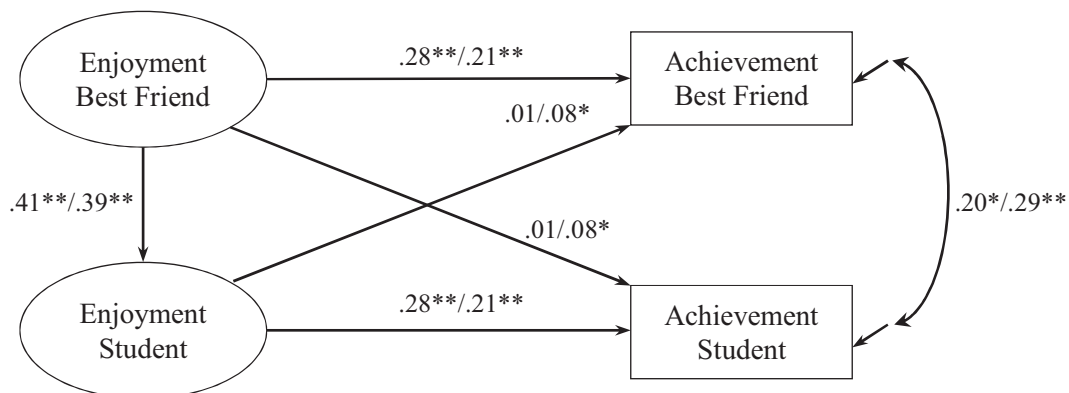 Enjoyment
Best Friend
.28**/.21**
Achievement
Best Friend
.01/.08*
.41**/.39**
.20*/.29**
.01/.08*
Enjoyment
Student
.28**/.21**
Achievement
Student